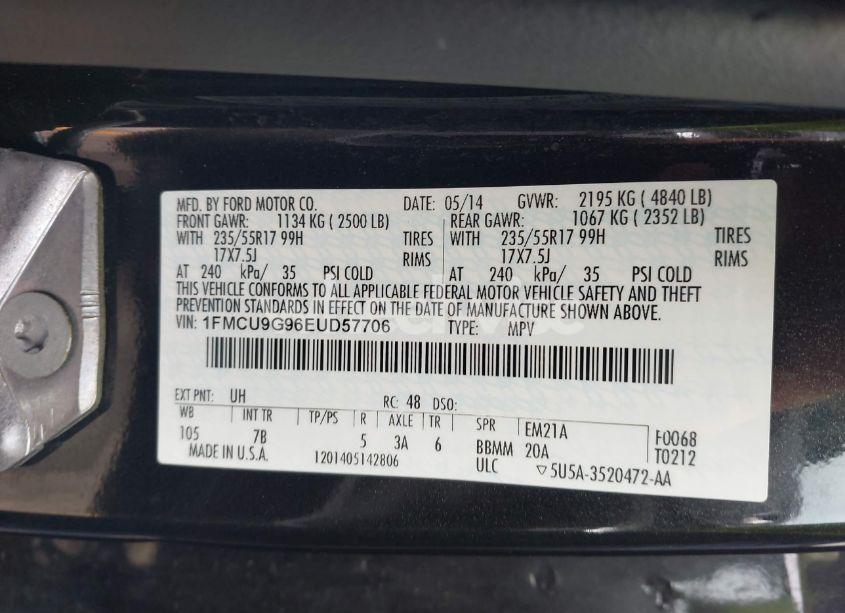 MFD. BY FORD MOTOR CO. DATE: 05/14 GVWR: 2195 KG ( 4840 LB)
FRONT GAWR: 1134 KG ( 2500 LB) REAR GAWR: 1067 KG ( 2352 LB)
WITH 235/55R17 99H TIRES WITH 235/55R17 99H TIRES
17X7.5J RIMS 17X7.5J RIMS
AT 240 kPa/ 35 PSI COLD AT 240 kPa/ 35 PSI COLD
THIS VEHICLE CONFORMS TO ALL APPLICABLE FEDERAL MOTOR VEHICLE SAFETY AND THEFT
PREVENTION STANDARDS IN EFFECT ON THE DATE OF MANUFACTURE SHOWN ABOVE.
VIN: 1FMCU9G96EUD57706 TYPE: MPV
EXT PNT: UH RC: 48 DSO:
WB INT TR TP/PS R AXLE TR SPR EM21A F0068
105 7B 5 3A 6 BBMM 20A T0212
MADE IN U.S.A. 1201405142806 ULC ▽5U5A-3520472-AA